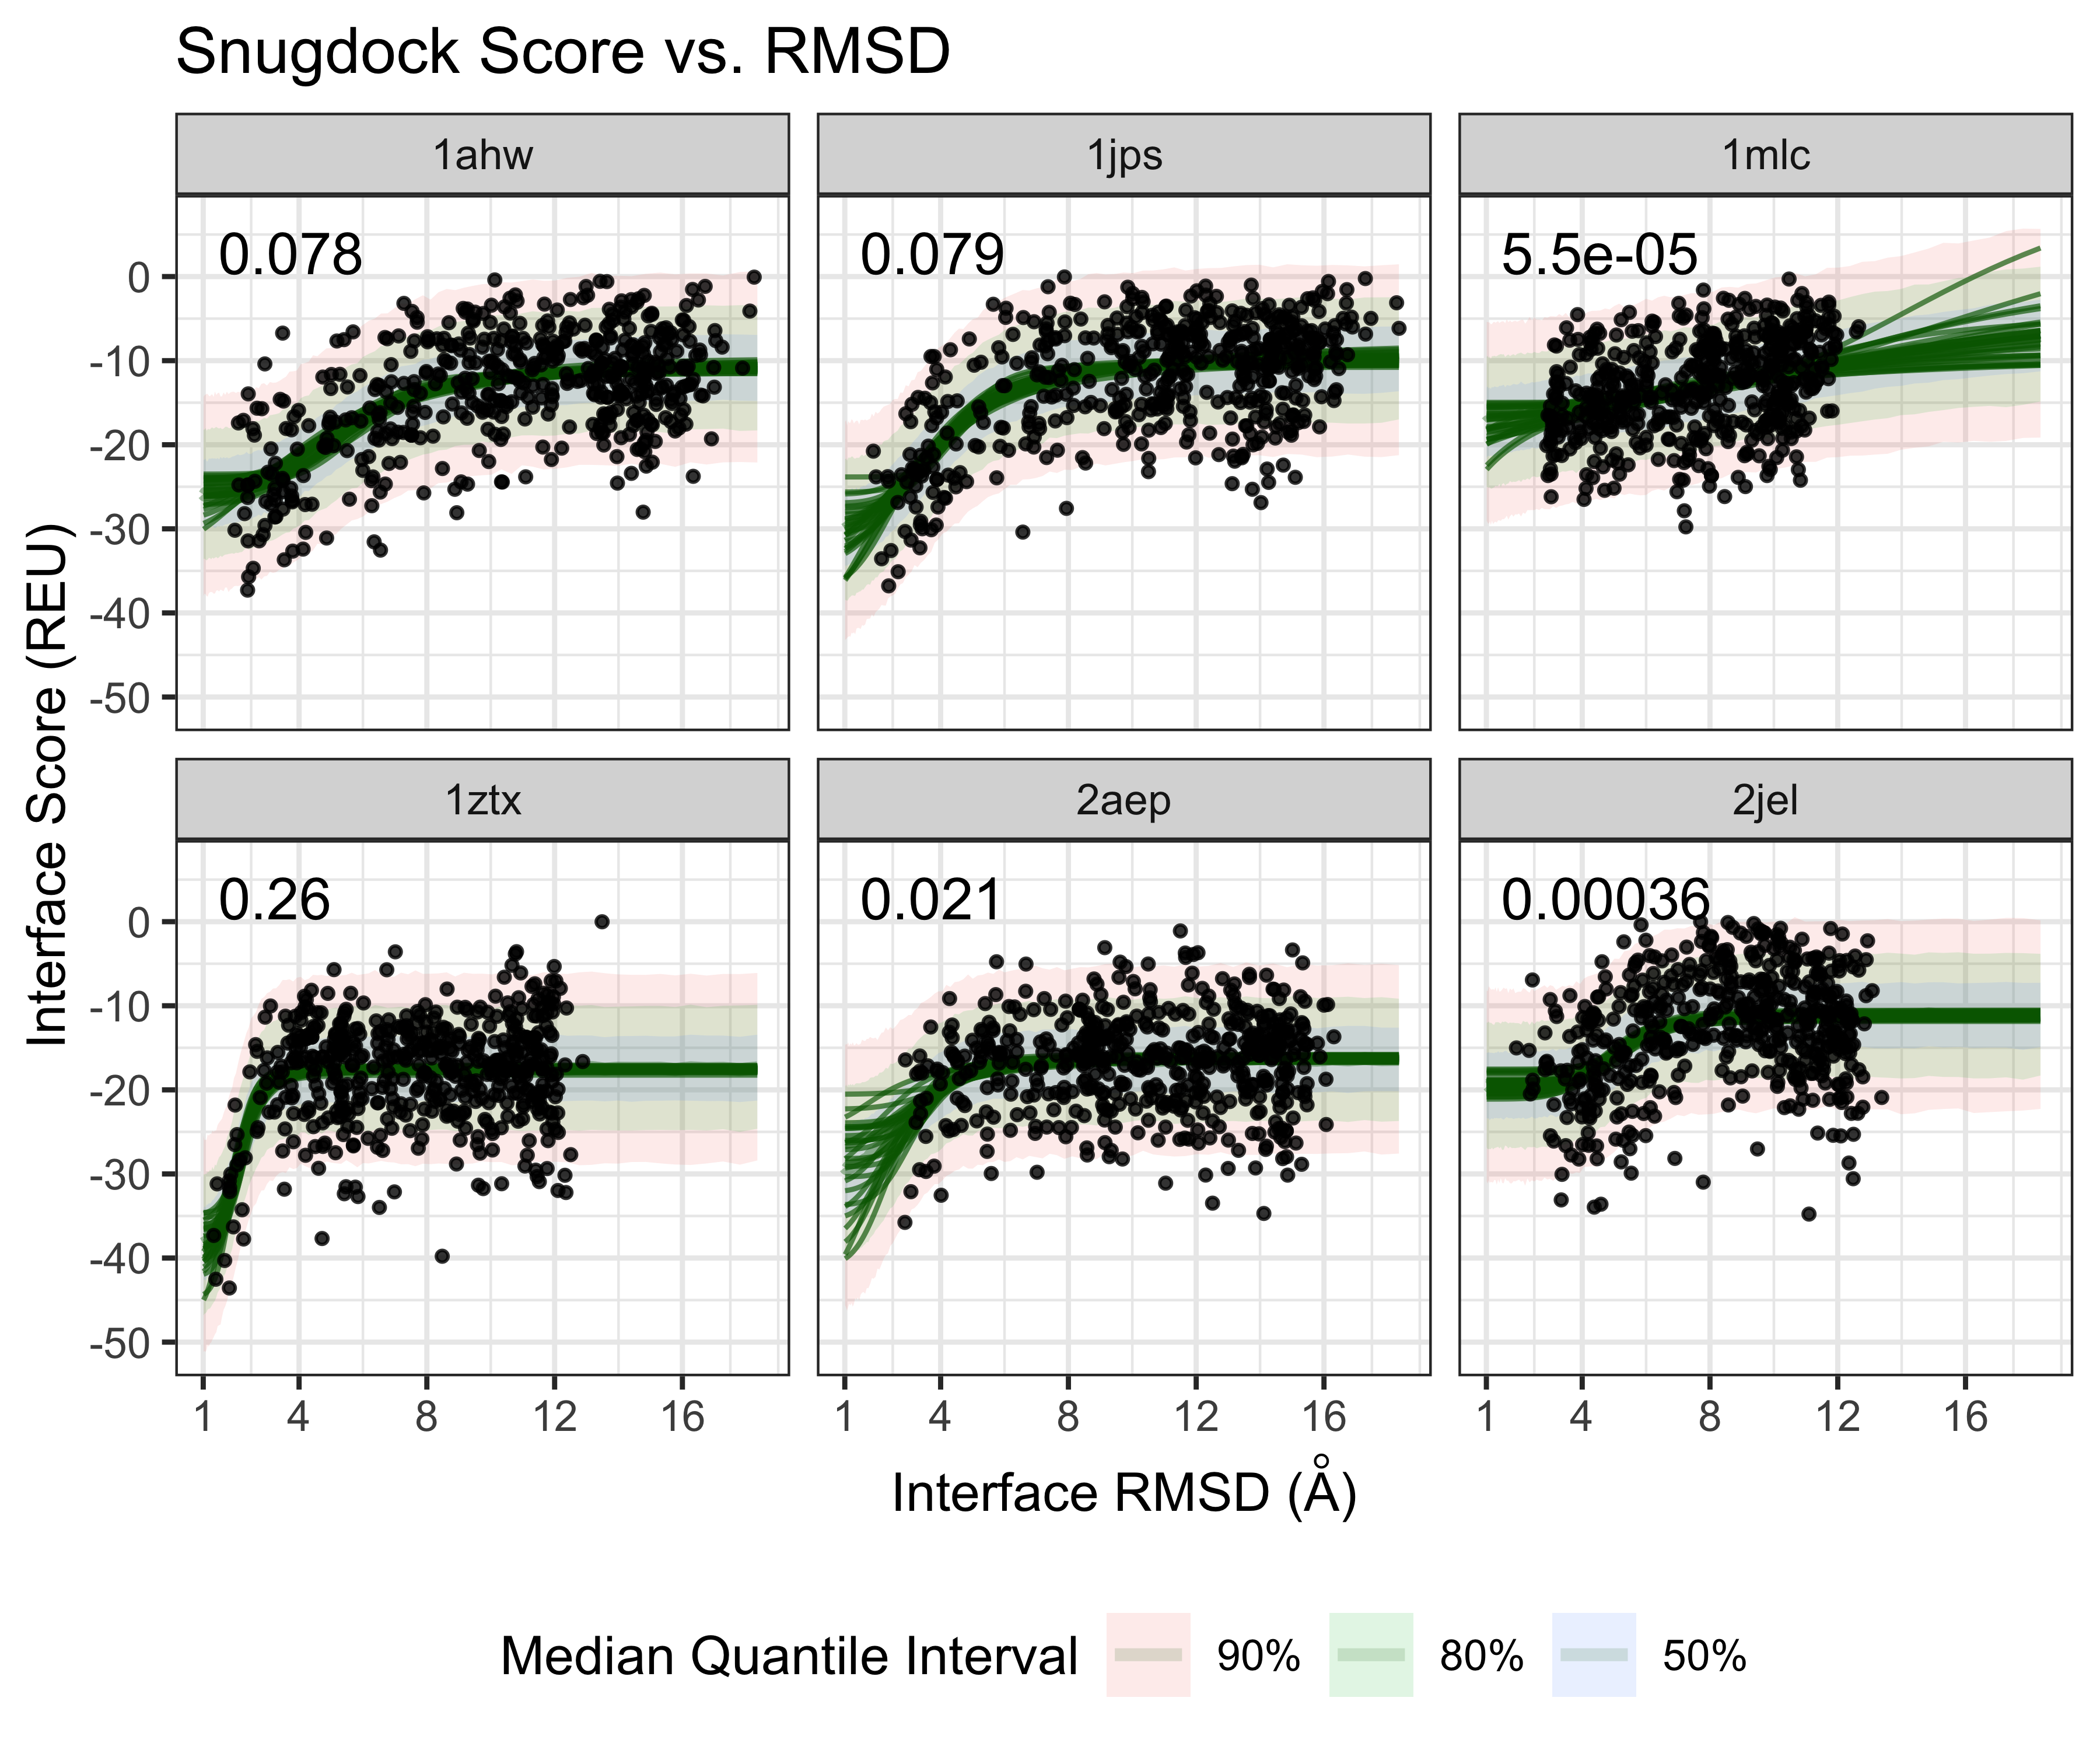 Snugdock Score vs. RMSD
1ahw
1jps
1mlc
0.078
0.079
5.5e-05
0
-10
-20
-30
-40
-50
1ztx
2aep
2jel
0.26
0.021
0.00036
0
-10
-20
-30
-40
-50
Interface Score (REU)
1 4 8 12 16
1 4 8 12 16
1 4 8 12 16
Interface RMSD (Å)
Median Quantile Interval 90% 80% 50%